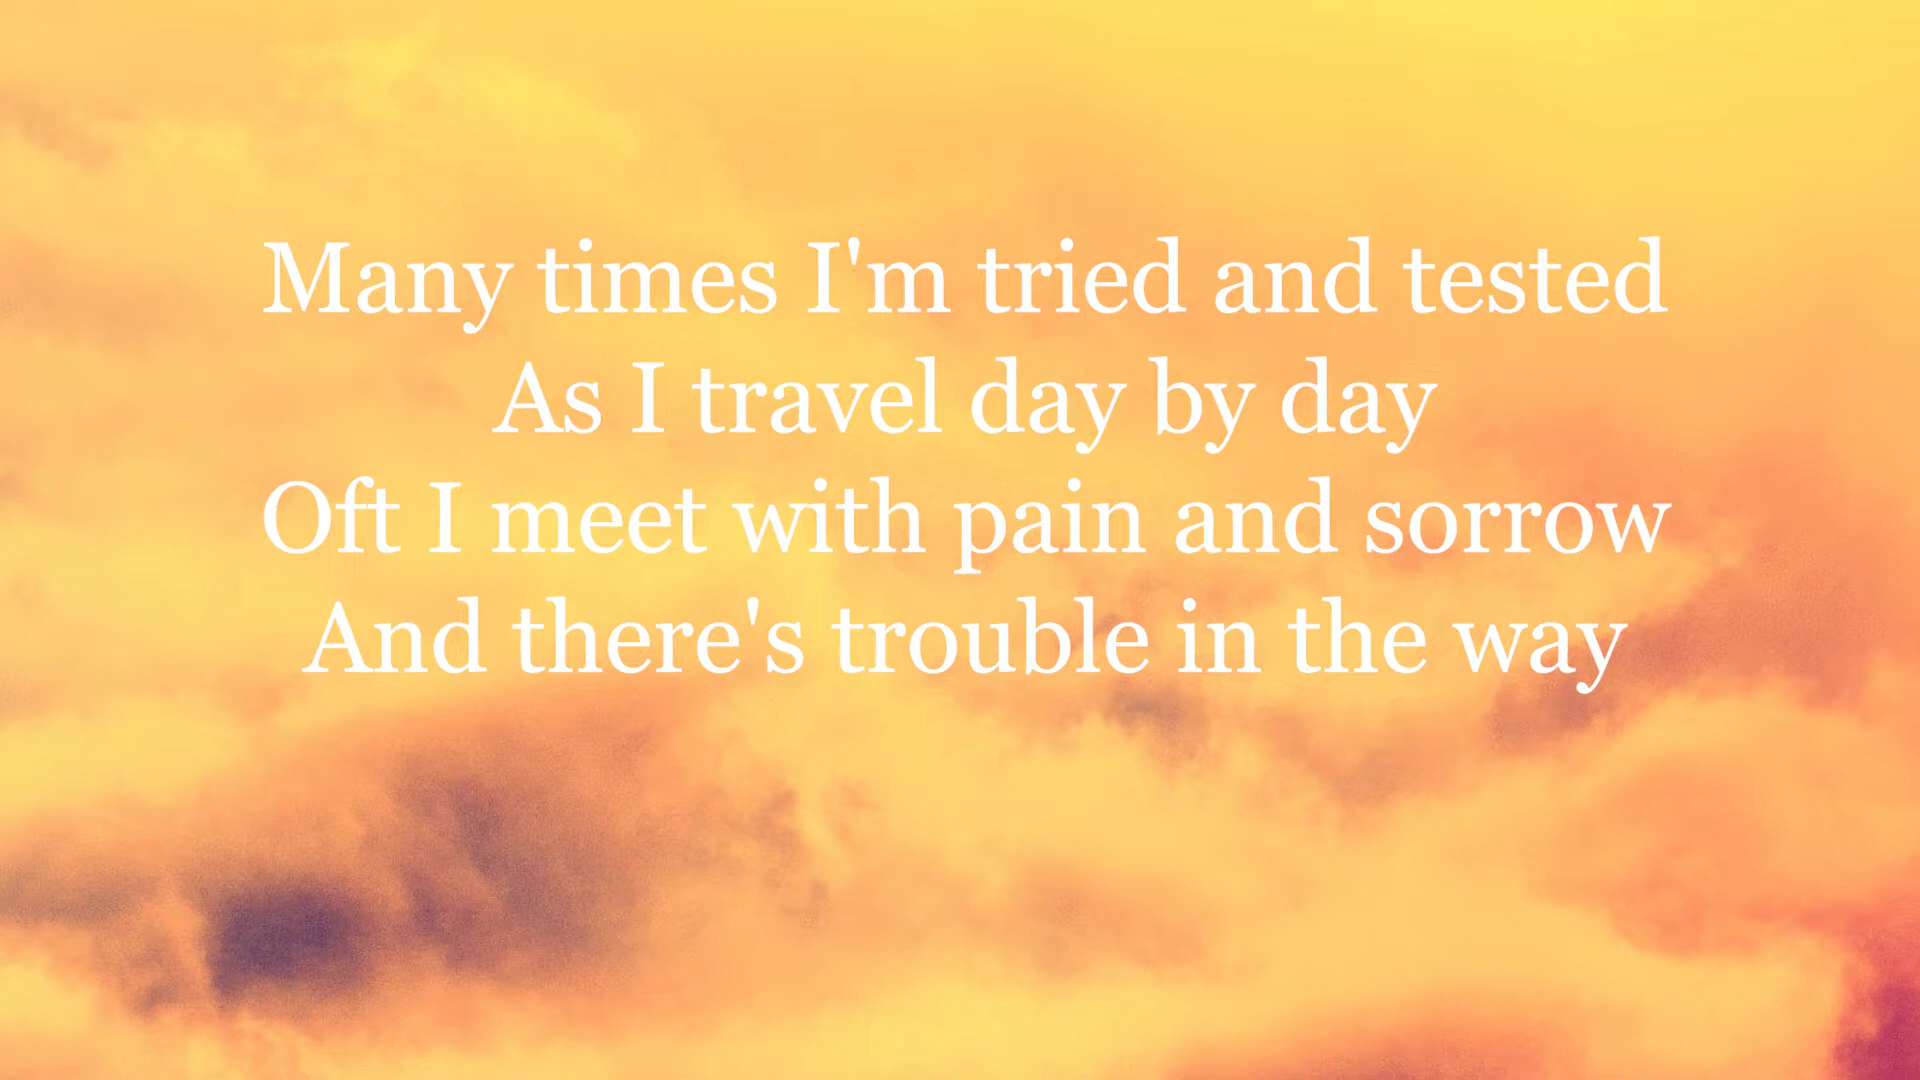 Many times I'm tried and tested
As I travel day by day
Oft I meet with pain and sorrow
And there's trouble in the way